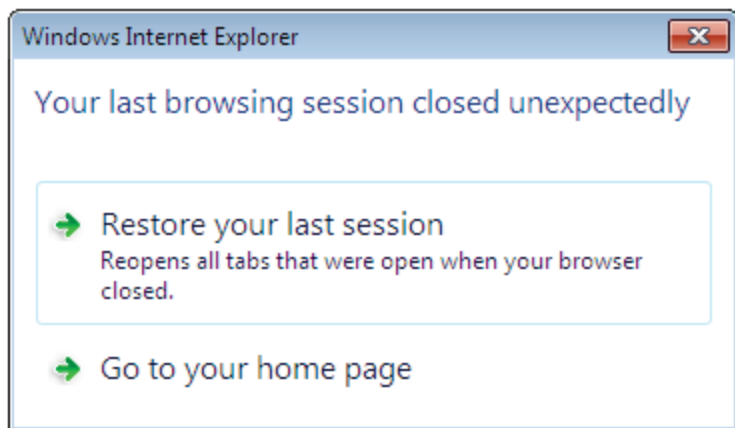 Windows Internet Explorer
Your last browsing session closed unexpectedly
Restore your last session
Reopens all tabs that were open when your browser
closed.
Go to your home page